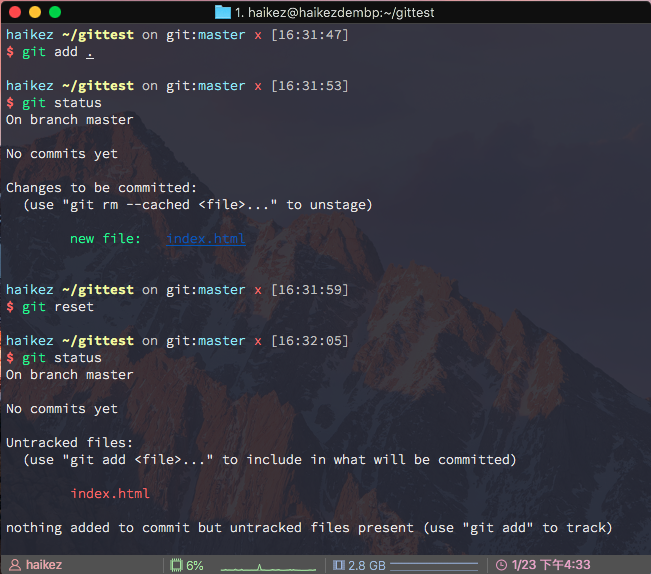 1. haikez@haikezdembp:~/gittest
haikez ~/gittest on git:master x [16:31:47]
$ git add .
haikez ~/gittest on git:master x [16:31:53]
$ git status
On branch master
No commits yet
Changes to be committed:
(use "git rm --cached <file>..." to unstage)
new file: index.html
haikez ~/gittest on git:master x [16:31:59]
$ git reset
haikez ~/gittest on git:master x [16:32:05]
$ git status
On branch master
No commits yet
Untracked files:
(use "git add <file>..." to include in what will be committed)
index.html
nothing added to commit but untracked files present (use "git add" to track)
haikez 6% 2.8 GB 1/23 下午4:33